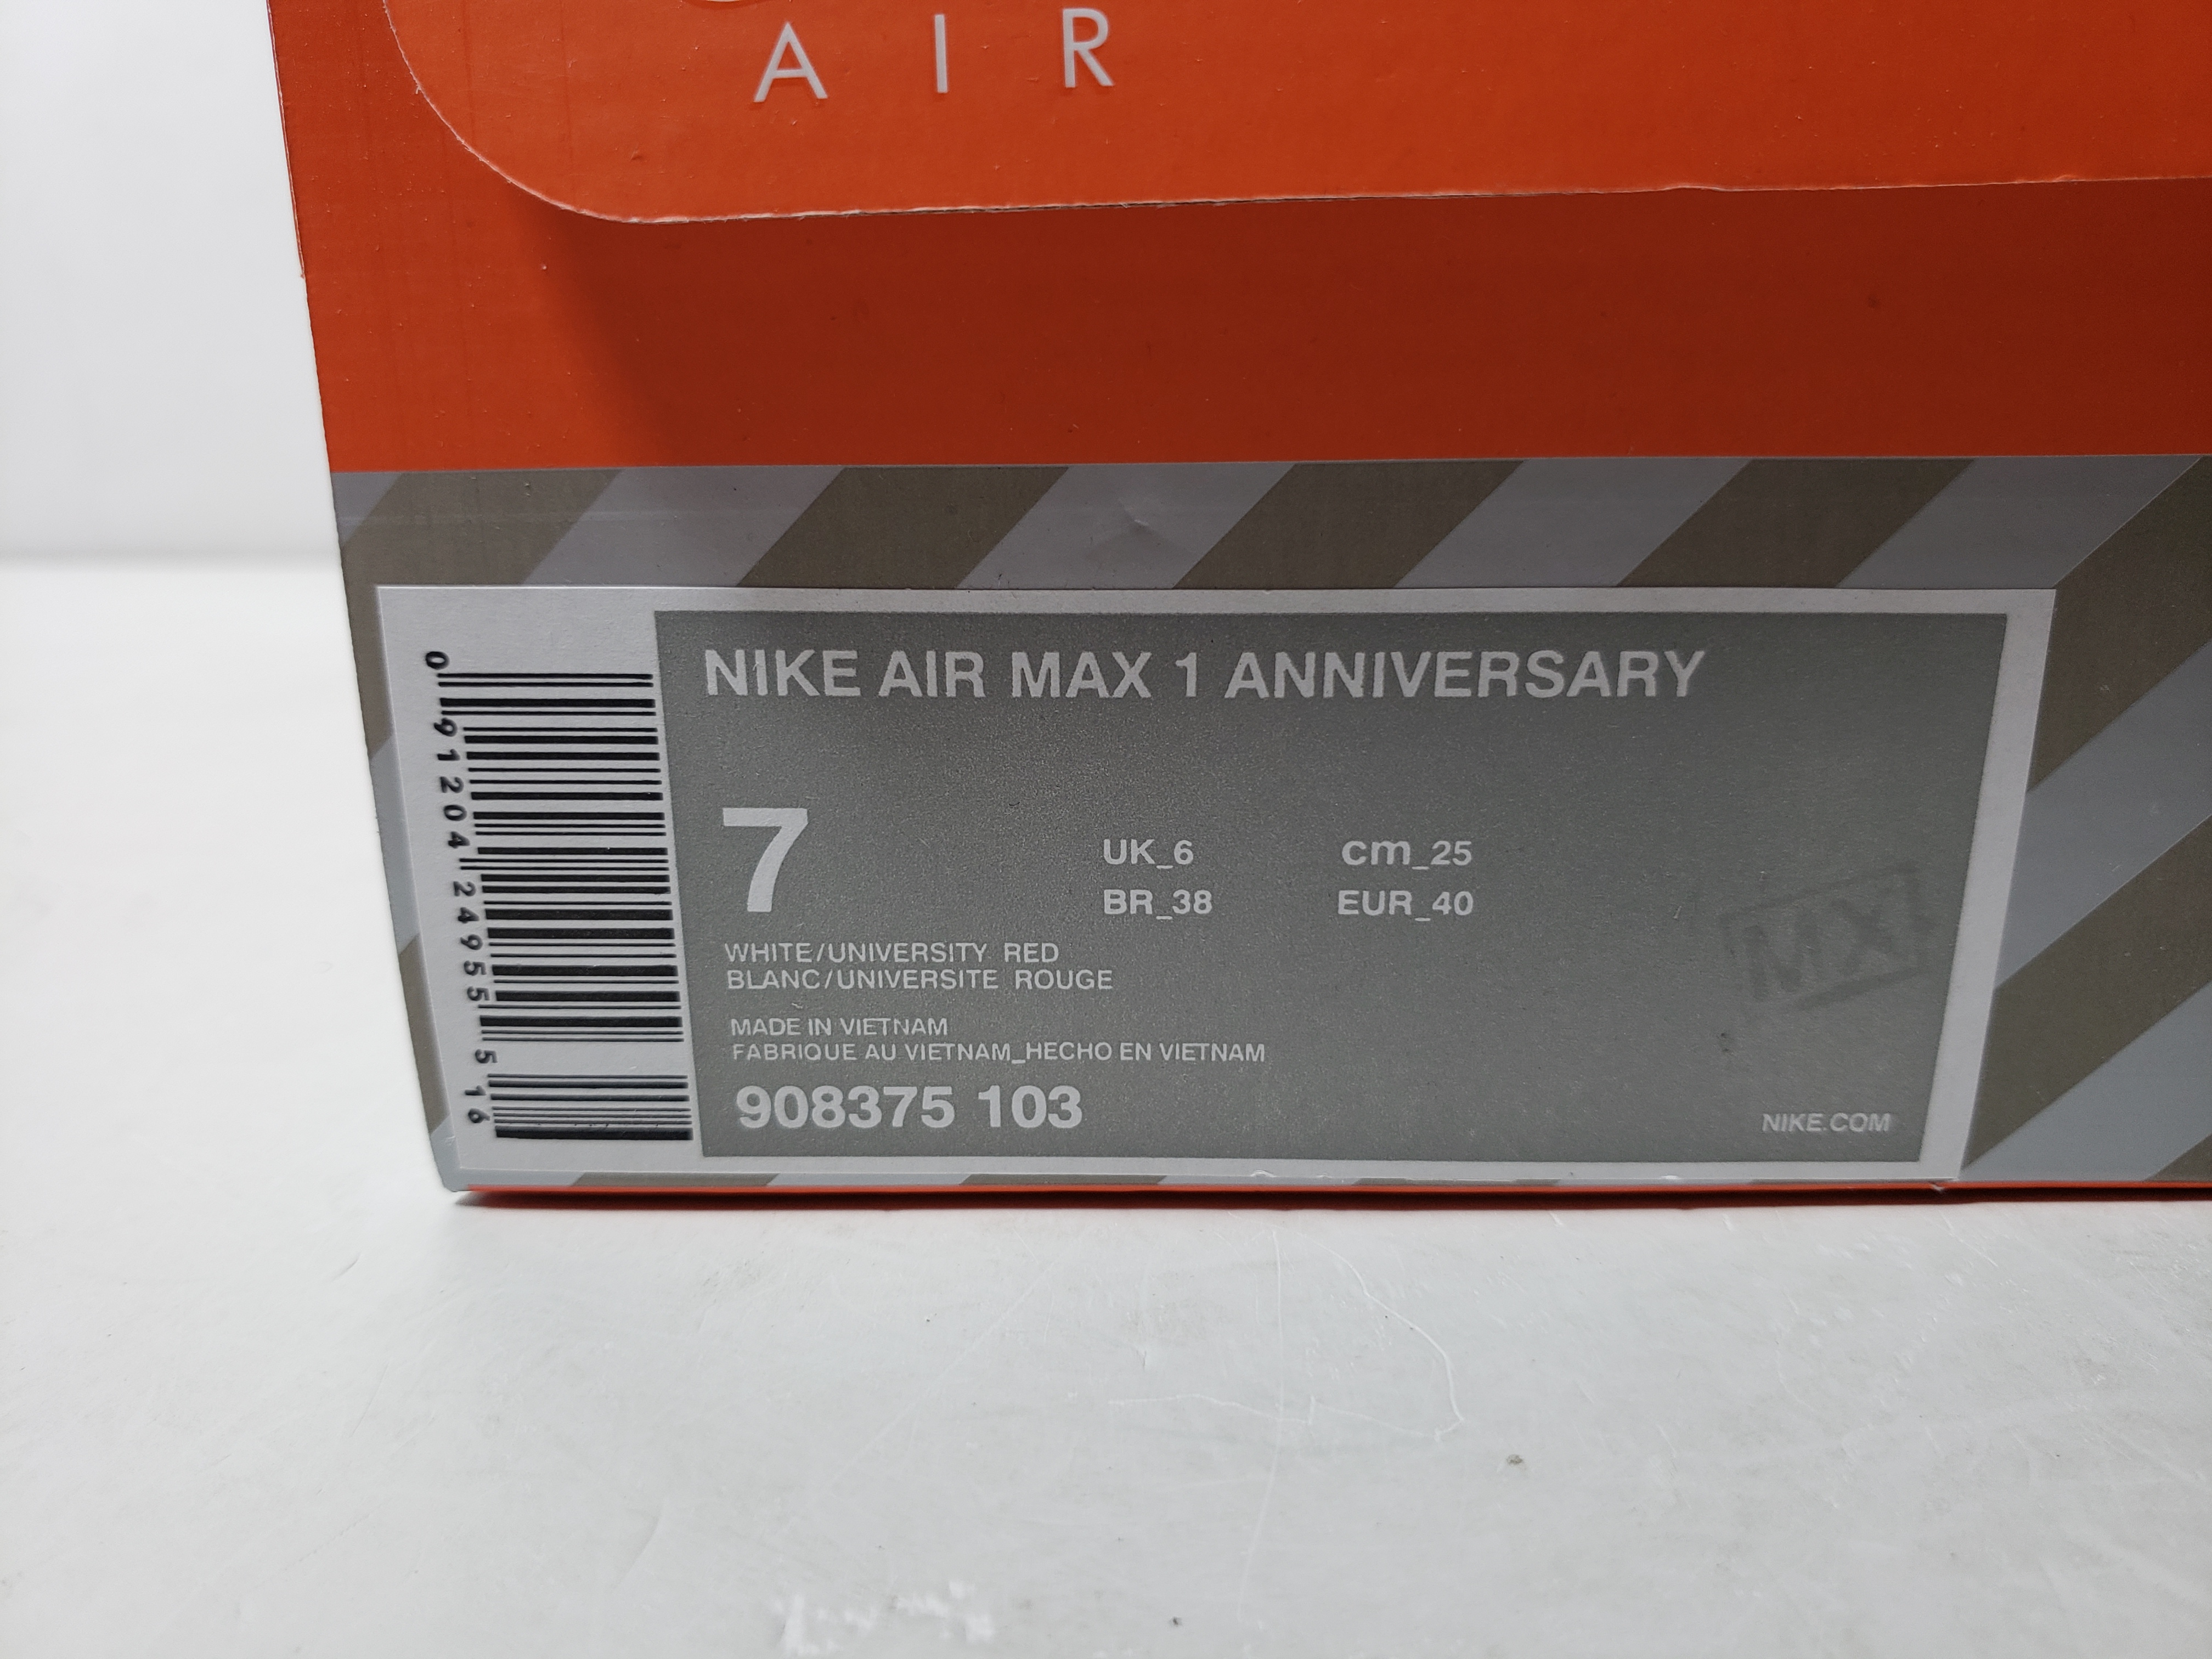 AIR
NIKE AIR MAX 1 ANNIVERSARY
7
UK_6 cm_25
BR_38 EUR_40
WHITE/UNIVERSITY RED
BLANC/UNIVERSITE ROUGE
MADE IN VIETNAM
FABRIQUE AU VIETNAM_HECHO EN VIETNAM
908375 103
NIKE.COM
MX
0 91204 24955 5 16